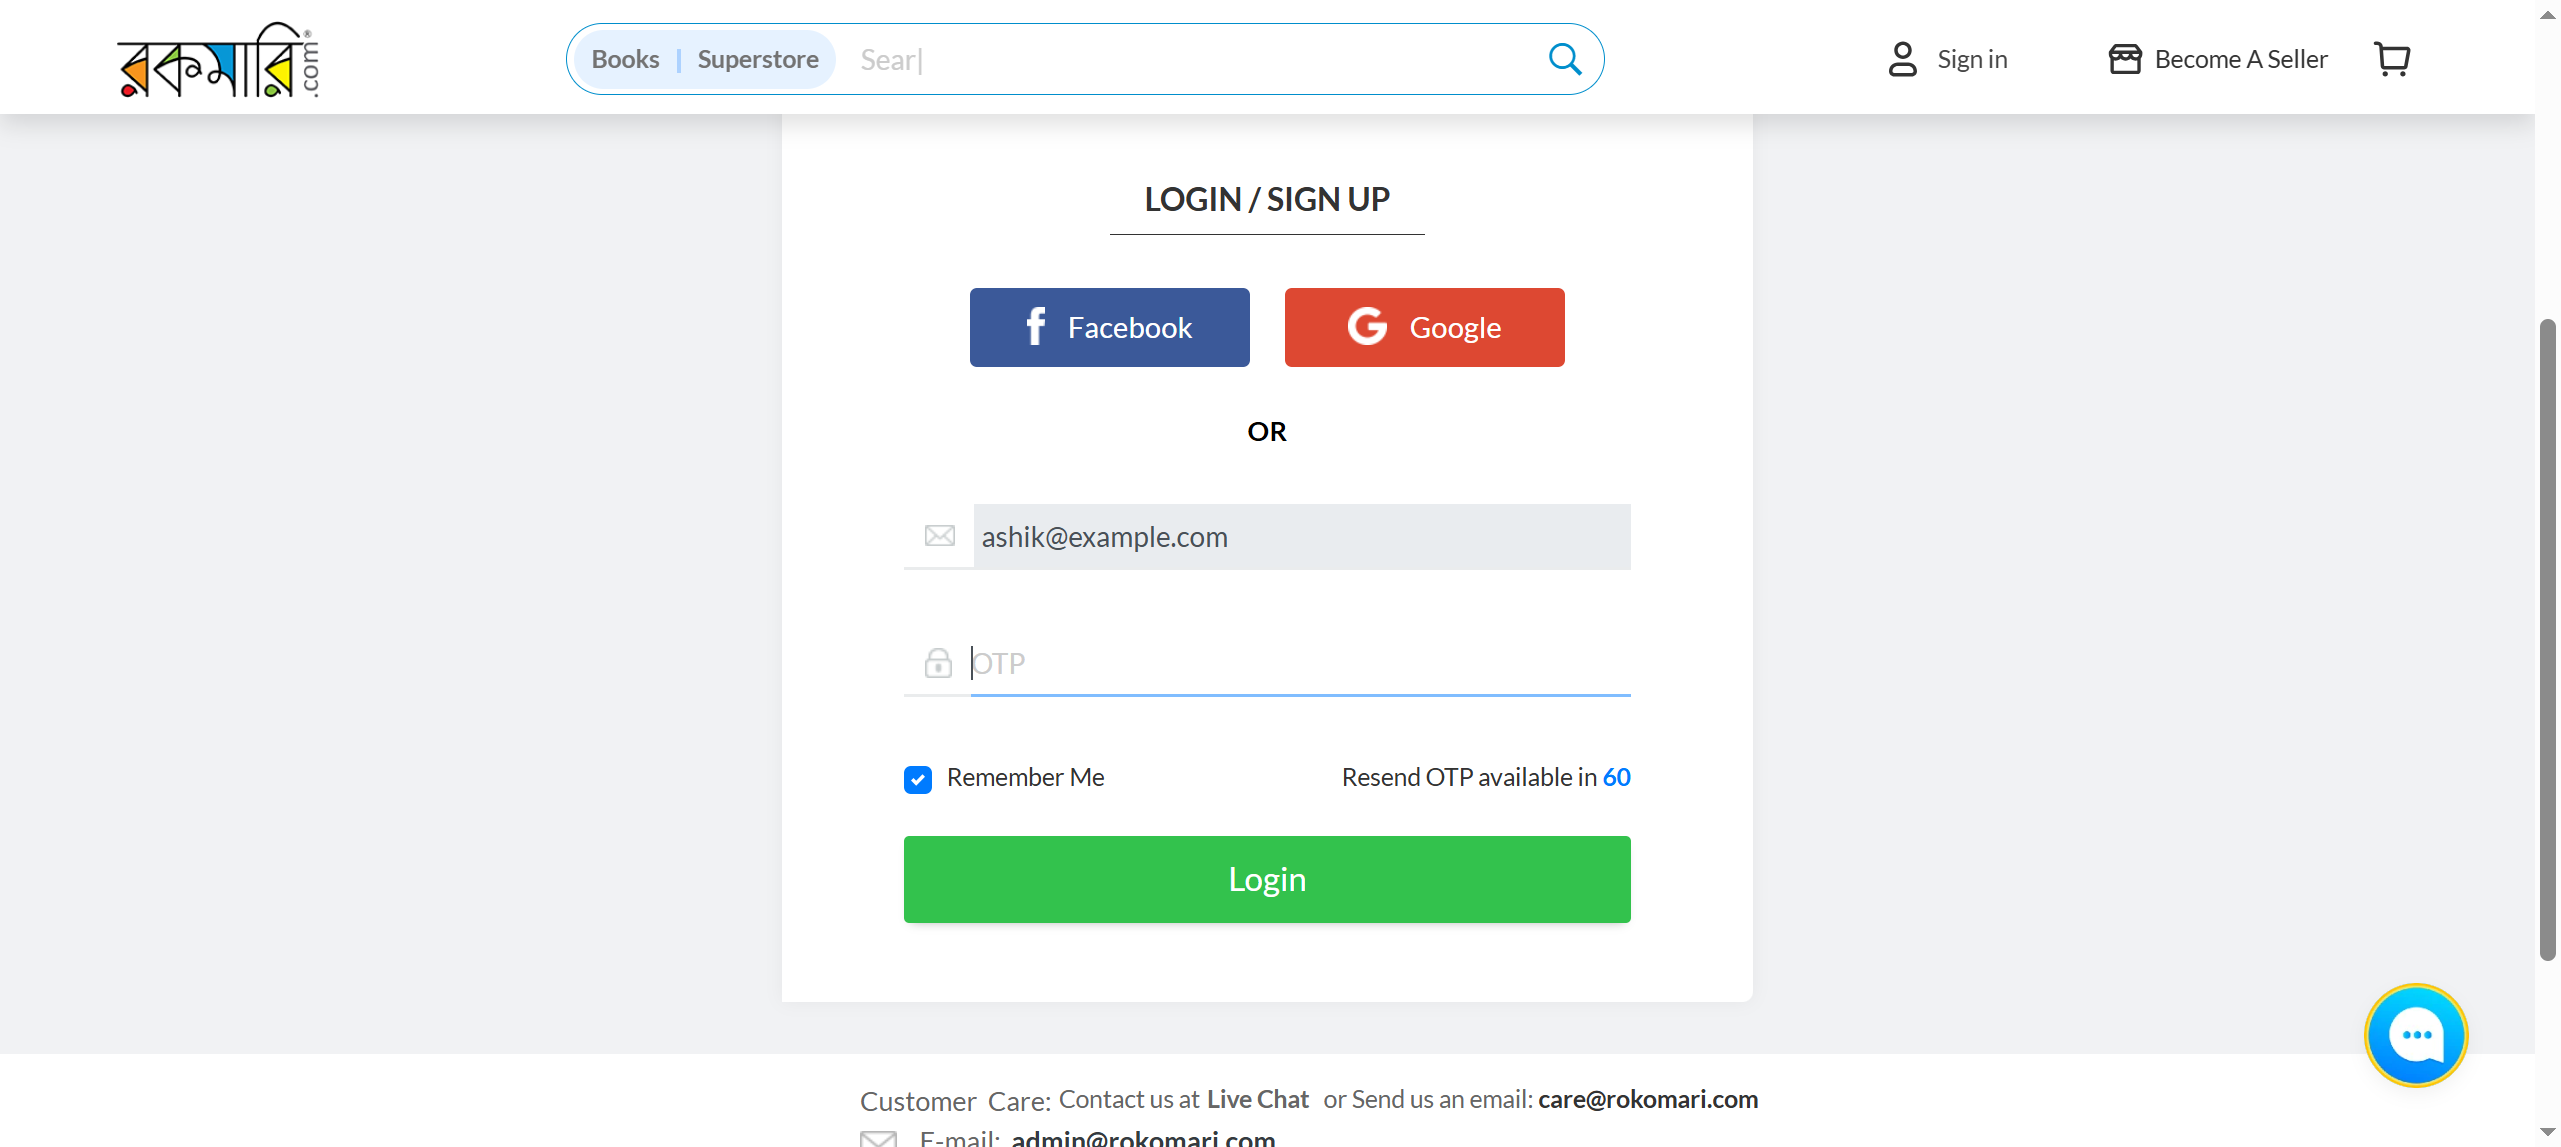 রকমারি.com®
Books | Superstore
Sear|
Sign in
Become A Seller
LOGIN / SIGN UP
f Facebook
G Google
OR
ashik@example.com
OTP
Remember Me
Resend OTP available in 60
Login
Customer Care: Contact us at Live Chat or Send us an email: care@rokomari.com
E-mail: admin@rokomari.com